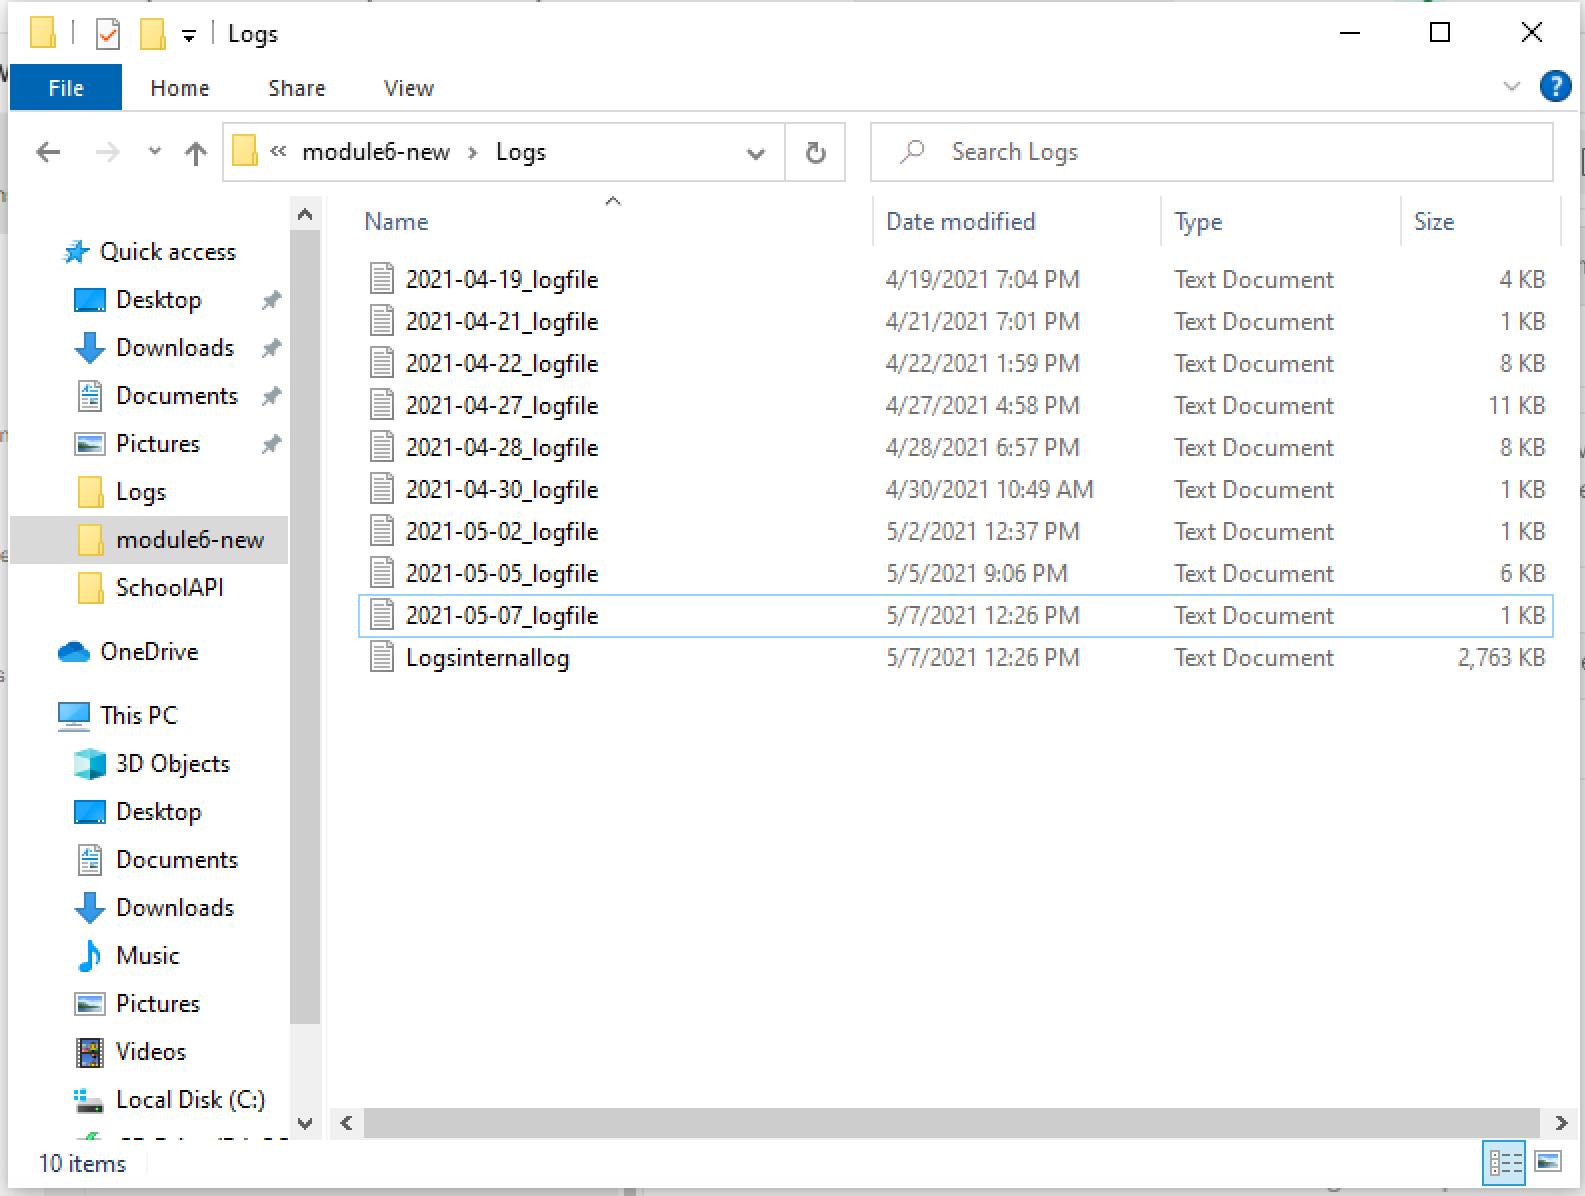 Logs
File Home Share View
« module6-new › Logs Search Logs
Name Date modified Type Size
Quick access
Desktop
Downloads
Documents
Pictures
Logs
module6-new
SchoolAPI
OneDrive
This PC
3D Objects
Desktop
Documents
Downloads
Music
Pictures
Videos
Local Disk (C:)
2021-04-19_logfile 4/19/2021 7:04 PM Text Document 4 KB
2021-04-21_logfile 4/21/2021 7:01 PM Text Document 1 KB
2021-04-22_logfile 4/22/2021 1:59 PM Text Document 8 KB
2021-04-27_logfile 4/27/2021 4:58 PM Text Document 11 KB
2021-04-28_logfile 4/28/2021 6:57 PM Text Document 8 KB
2021-04-30_logfile 4/30/2021 10:49 AM Text Document 1 KB
2021-05-02_logfile 5/2/2021 12:37 PM Text Document 1 KB
2021-05-05_logfile 5/5/2021 9:06 PM Text Document 6 KB
2021-05-07_logfile 5/7/2021 12:26 PM Text Document 1 KB
Logsinternallog 5/7/2021 12:26 PM Text Document 2,763 KB
10 items